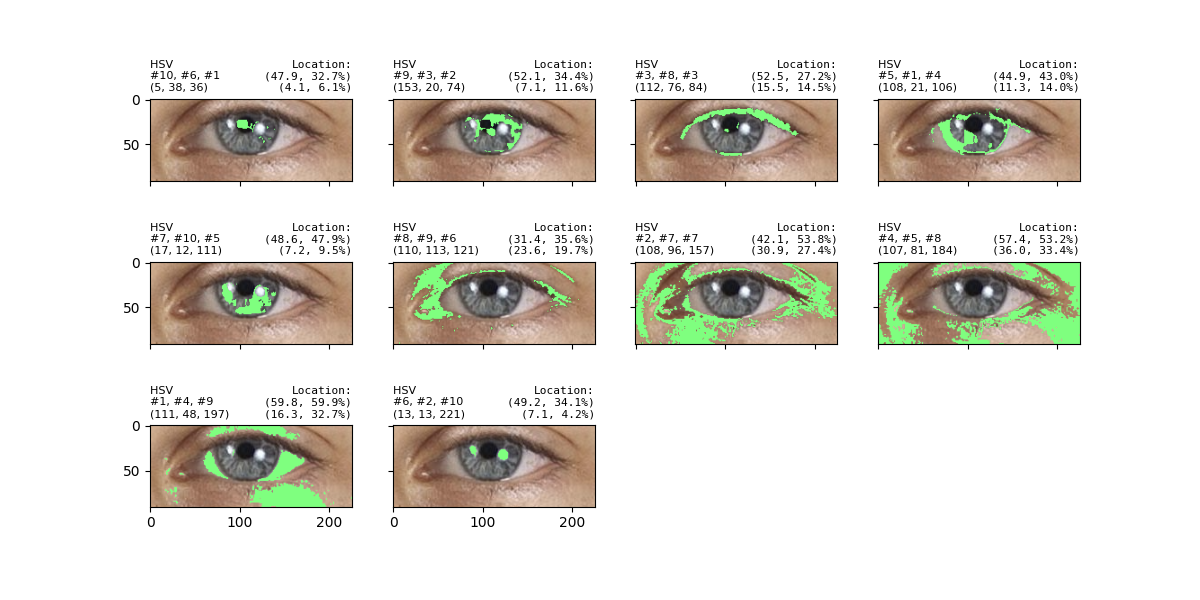 HSV Location:
#10, #6, #1 (47.9, 32.7%)
(5, 38, 36) (4.1, 6.1%)
HSV Location:
#9, #3, #2 (52.1, 34.4%)
(153, 20, 74) (7.1, 11.6%)
HSV Location:
#3, #8, #3 (52.5, 27.2%)
(112, 76, 84) (15.5, 14.5%)
HSV Location:
#5, #1, #4 (44.9, 43.0%)
(108, 21, 106) (11.3, 14.0%)
0
50
HSV Location:
#7, #10, #5 (48.6, 47.9%)
(17, 12, 111) (7.2, 9.5%)
HSV Location:
#8, #9, #6 (31.4, 35.6%)
(110, 113, 121) (23.6, 19.7%)
HSV Location:
#2, #7, #7 (42.1, 53.8%)
(108, 96, 157) (30.9, 27.4%)
HSV Location:
#4, #5, #8 (57.4, 53.2%)
(107, 81, 184) (36.0, 33.4%)
0
50
HSV Location:
#1, #4, #9 (59.8, 59.9%)
(111, 48, 197) (16.3, 32.7%)
HSV Location:
#6, #2, #10 (49.2, 34.1%)
(13, 13, 221) (7.1, 4.2%)
0
50
0 100 200
0 100 200